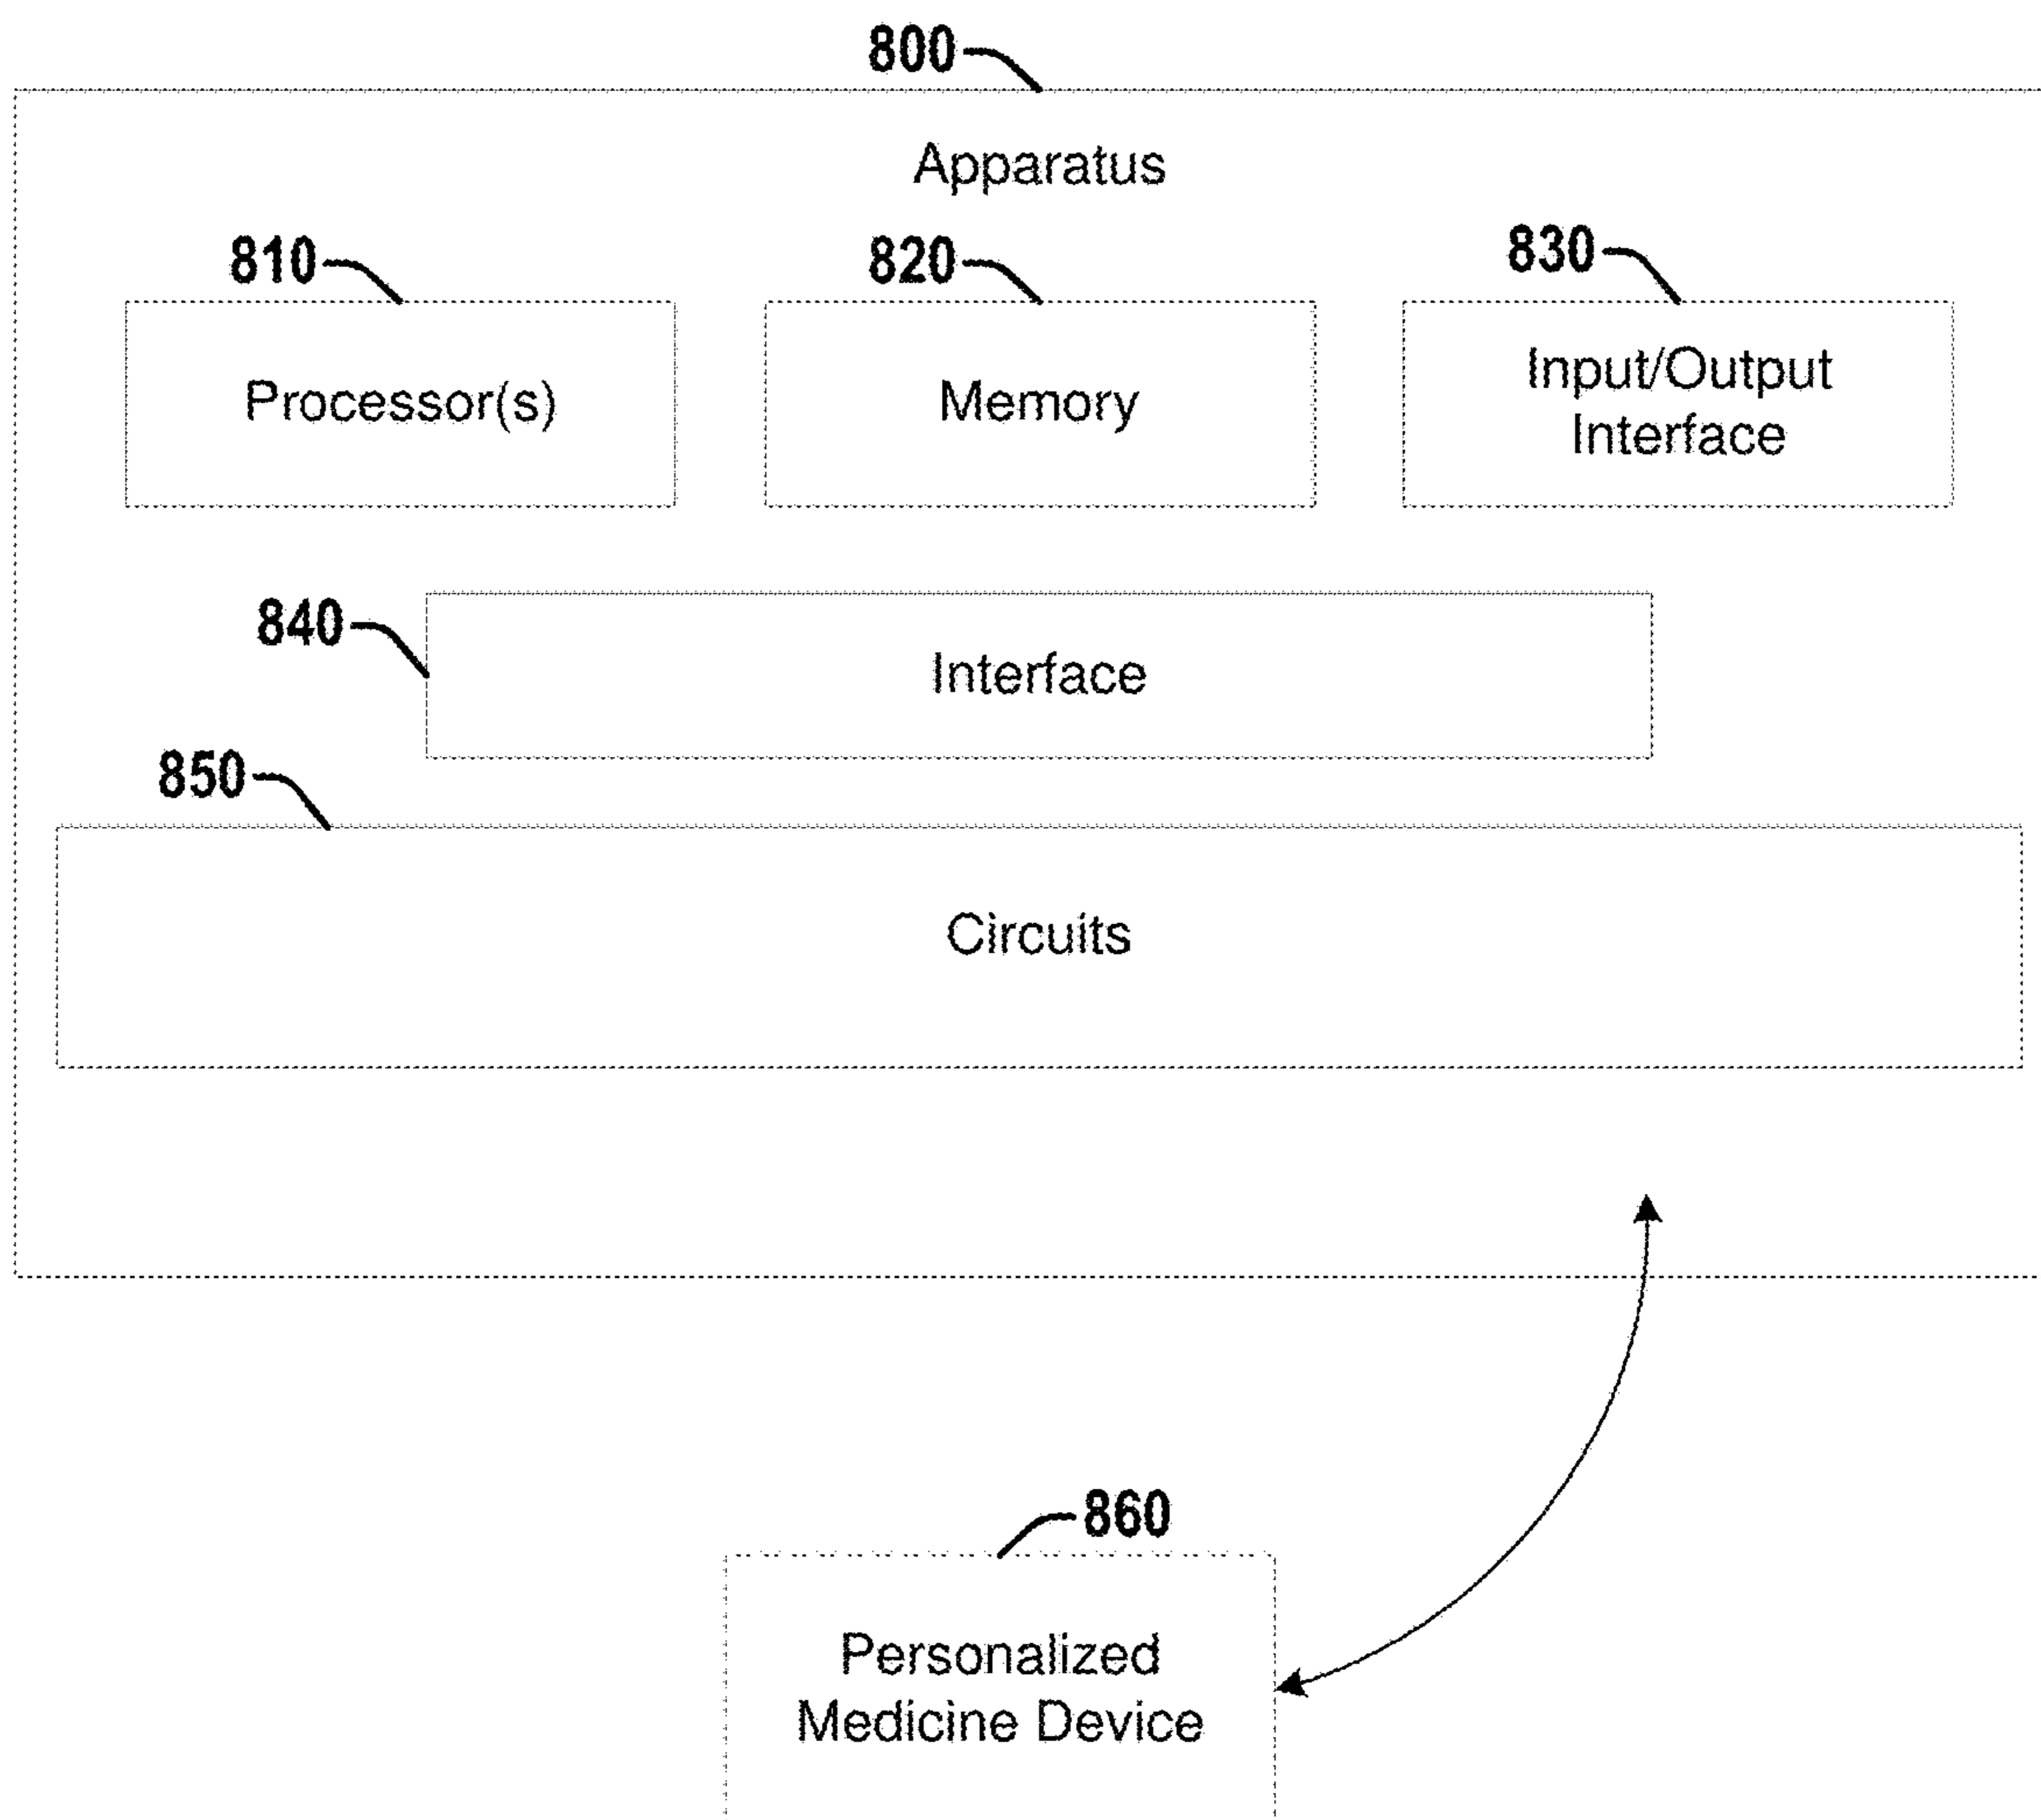 800
Apparatus
810
820
830
Processor(s)
Memory
Input/Output
Interface
840
Interface
850
Circuits
860
Personalized
Medicine Device